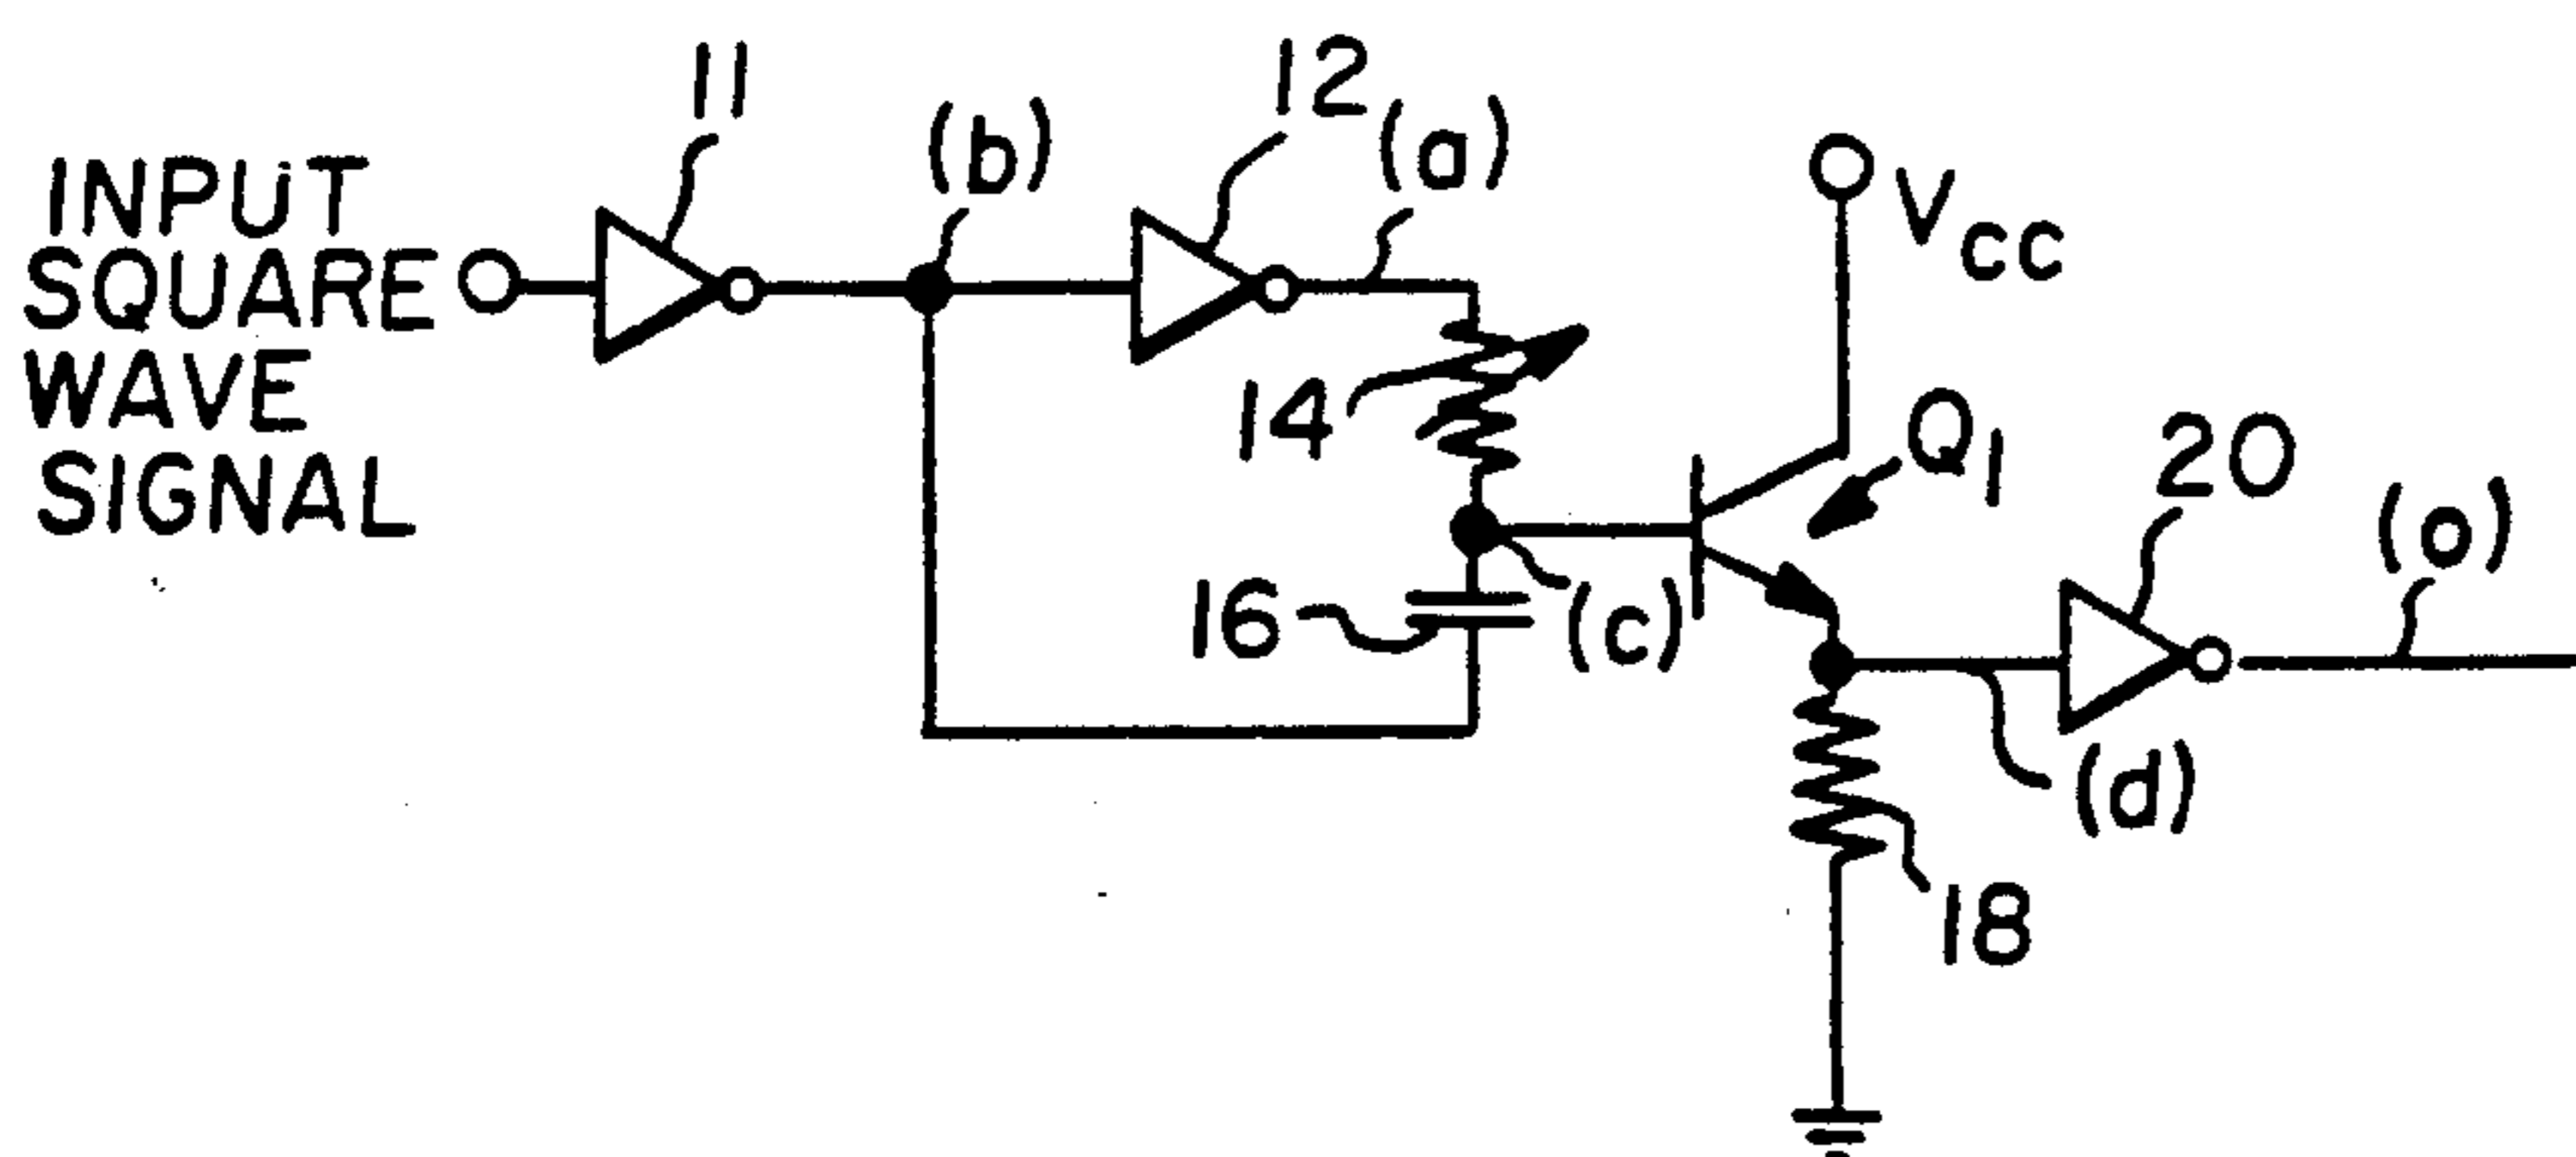 INPUT
SQUARE
WAVE
SIGNAL
11
(b)
12
(a)
14
16
(c)
VCC
Q1
20
(o)
(d)
18